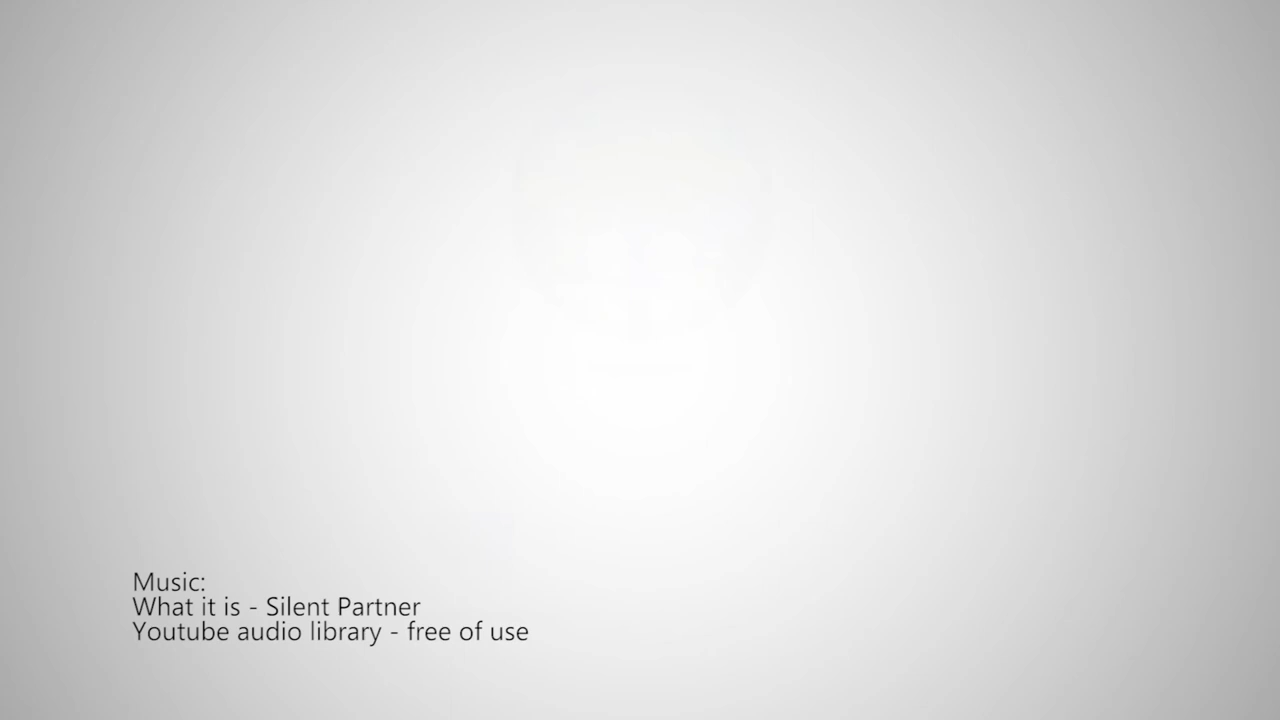 Music:
What it is - Silent Partner
Youtube audio library - free of use